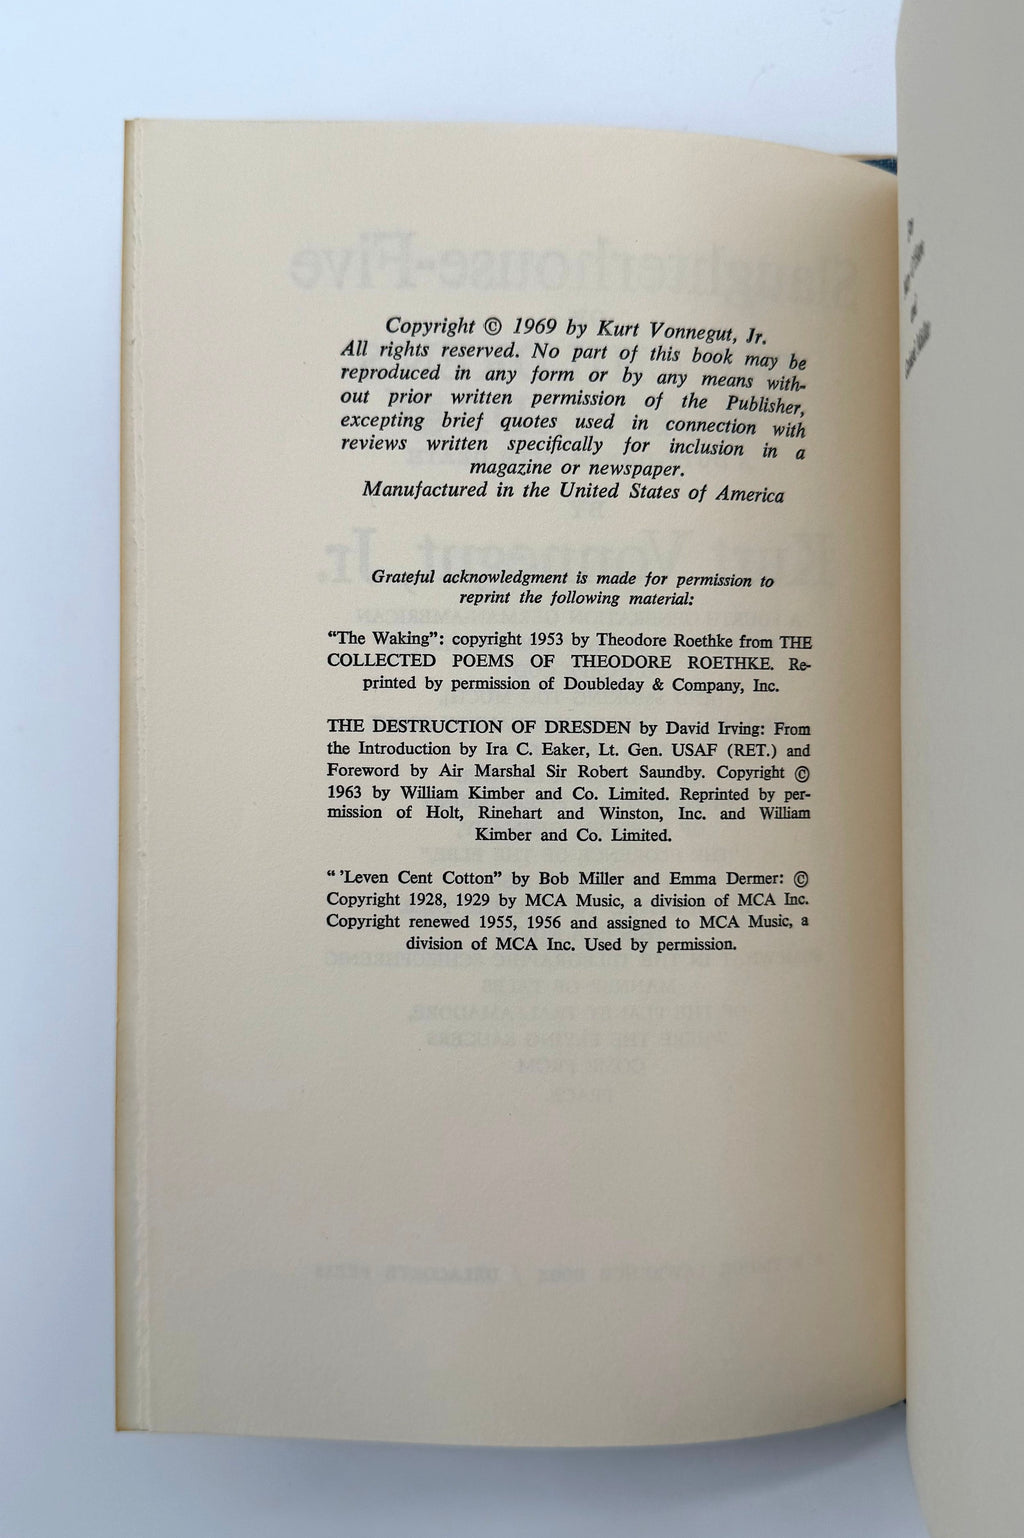 Copyright © 1969 by Kurt Vonnegut, Jr.
All rights reserved. No part of this book may be
reproduced in any form or by any means with-
out prior written permission of the Publisher,
excepting brief quotes used in connection with
reviews written specifically for inclusion in a
magazine or newspaper.
Manufactured in the United States of America
Grateful acknowledgment is made for permission to
reprint the following material:
“The Waking”: copyright 1953 by Theodore Roethke from THE
COLLECTED POEMS OF THEODORE ROETHKE. Re-
printed by permission of Doubleday & Company, Inc.
THE DESTRUCTION OF DRESDEN by David Irving: From
the Introduction by Ira C. Eaker, Lt. Gen. USAF (RET.) and
Foreword by Air Marshal Sir Robert Saundby. Copyright ©
1963 by William Kimber and Co. Limited. Reprinted by per-
mission of Holt, Rinehart and Winston, Inc. and William
Kimber and Co. Limited.
“ ’Leven Cent Cotton” by Bob Miller and Emma Dermer: ©
Copyright 1928, 1929 by MCA Music, a division of MCA Inc.
Copyright renewed 1955, 1956 and assigned to MCA Music, a
division of MCA Inc. Used by permission.